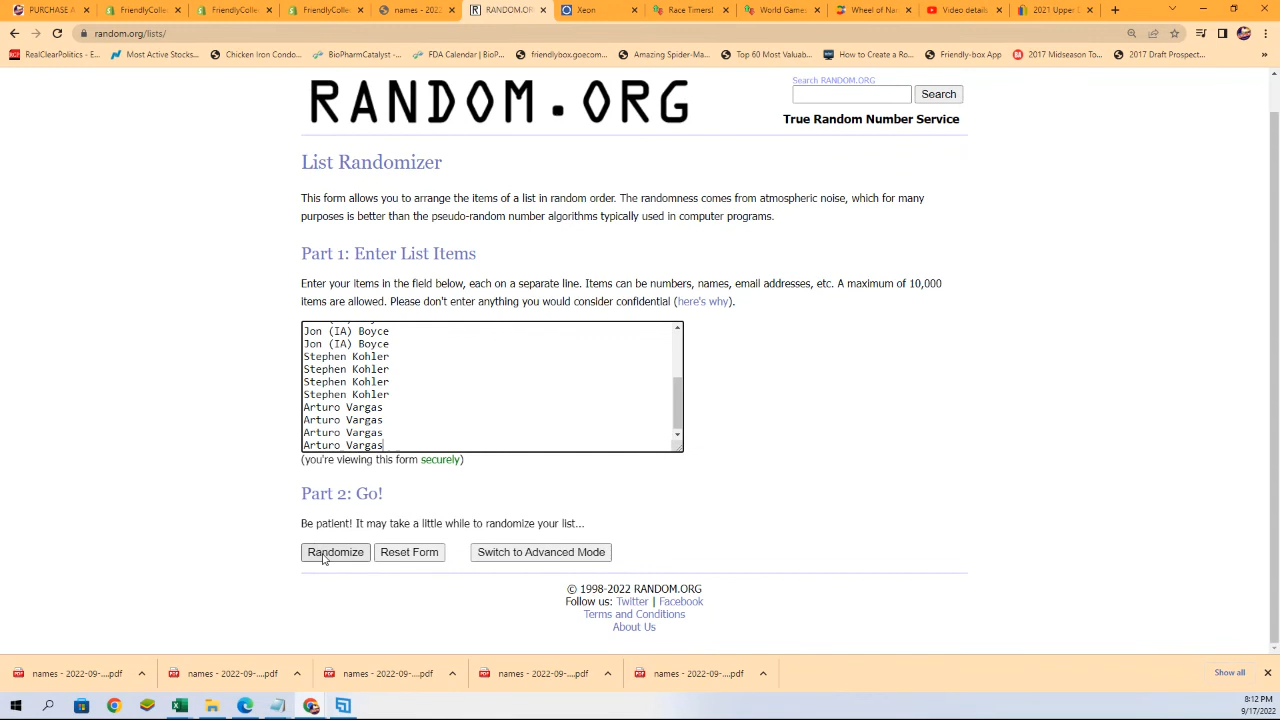 PURCHASE A
FriendlyColle
FriendlyColle
FriendlyColle
names - 202
RANDOM.OR
Xeon
Race Times!
World Games
Wheel of Nam
Video details
2021 Upper E
random.org/lists/
RealClearPolitics - E...
Most Active Stocks...
Chicken Iron Condo...
BioPharmCatalyst -...
FDA Calendar | BioP...
friendlybox.goecom...
Amazing Spider-Ma...
Top 60 Most Valuab...
How to Create a Ro...
Friendly-box App
2017 Midseason To...
2019 Draft Prospect...
»
RANDOM.ORG
Search RANDOM.ORG
Search
True Random Number Service
List Randomizer
This form allows you to arrange the items of a list in random order. The randomness comes from atmospheric noise, which for many
purposes is better than the pseudo-random number algorithms typically used in computer programs.
Part 1: Enter List Items
Enter your items in the field below, each on a separate line. Items can be numbers, names, email addresses, etc. A maximum of 10,000
items are allowed. Please don't enter anything you would consider confidential (here's why).
Jon (IA) Boyce
Jon (IA) Boyce
Stephen Kohler
Stephen Kohler
Stephen Kohler
Stephen Kohler
Arturo Vargas
Arturo Vargas
Arturo Vargas
Arturo Vargas
(you're viewing this form securely)
Part 2: Go!
Be patient! It may take a little while to randomize your list...
Randomize
Reset Form
Switch to Advanced Mode
© 1998-2022 RANDOM.ORG
Follow us: Twitter | Facebook
Terms and Conditions
About Us
names - 2022-09-....pdf
names - 2022-09-....pdf
names - 2022-09-....pdf
names - 2022-09-....pdf
names - 2022-09-....pdf
Show all
8:12 PM
9/17/2022